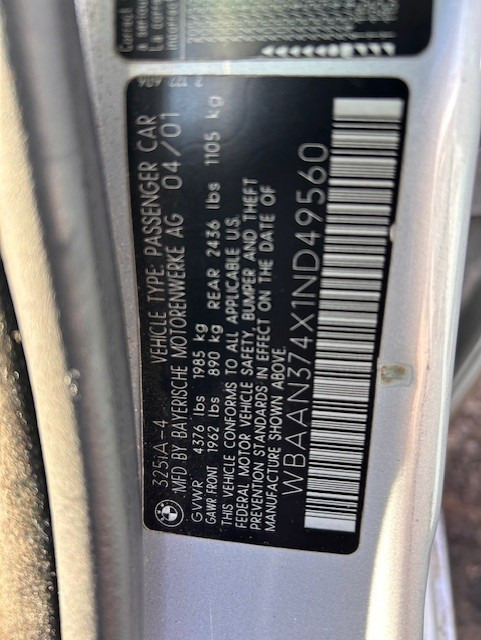 325iA-4 VEHICLE TYPE: PASSENGER CAR
MFD BY BAYERISCHE MOTORENWERKE AG 04/01
GVWR 4376 lbs 1985 kg
GAWR FRONT 1962 lbs 890 kg REAR 2436 lbs 1105 kg
THIS VEHICLE CONFORMS TO ALL APPLICABLE U.S.
FEDERAL MOTOR VEHICLE SAFETY, BUMPER AND THEFT
PREVENTION STANDARDS IN EFFECT ON THE DATE OF
MANUFACTURE SHOWN ABOVE.
WBAAN374X1ND49560